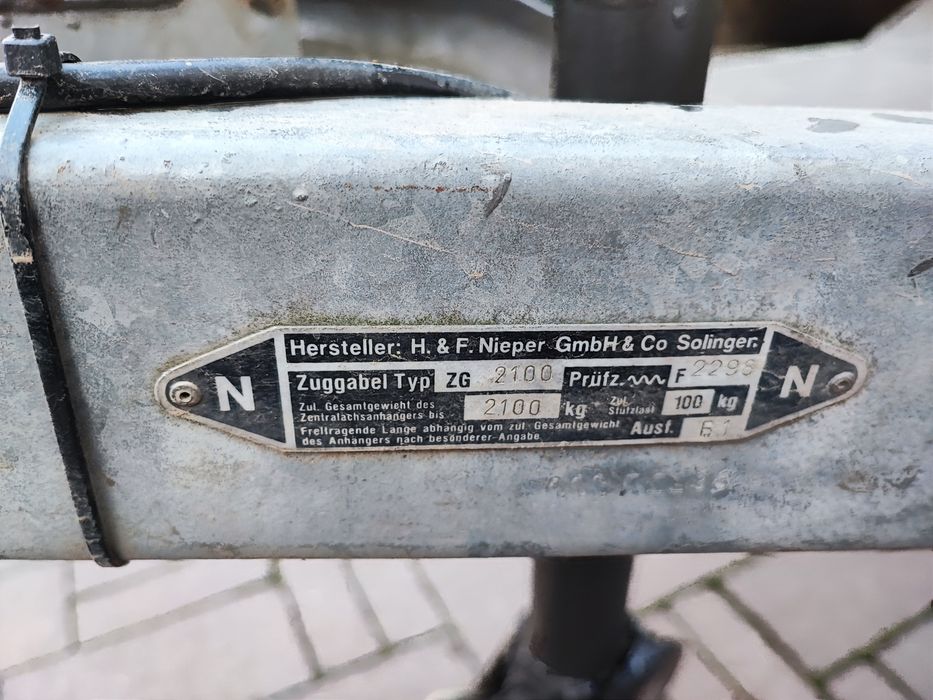 Hersteller: H. & F. Nieper GmbH & Co Solingen
N Zuggabel Typ ZG 2100 Prüfz. F 2298 N
Zul. Gesamtgewicht des Zentralachsanhängers bis 2100 kg Zul. Stützlast 100 kg
Freitragende Länge abhängig vom zul Gesamtgewicht
des Anhängers nach besonderer Angabe Ausf.